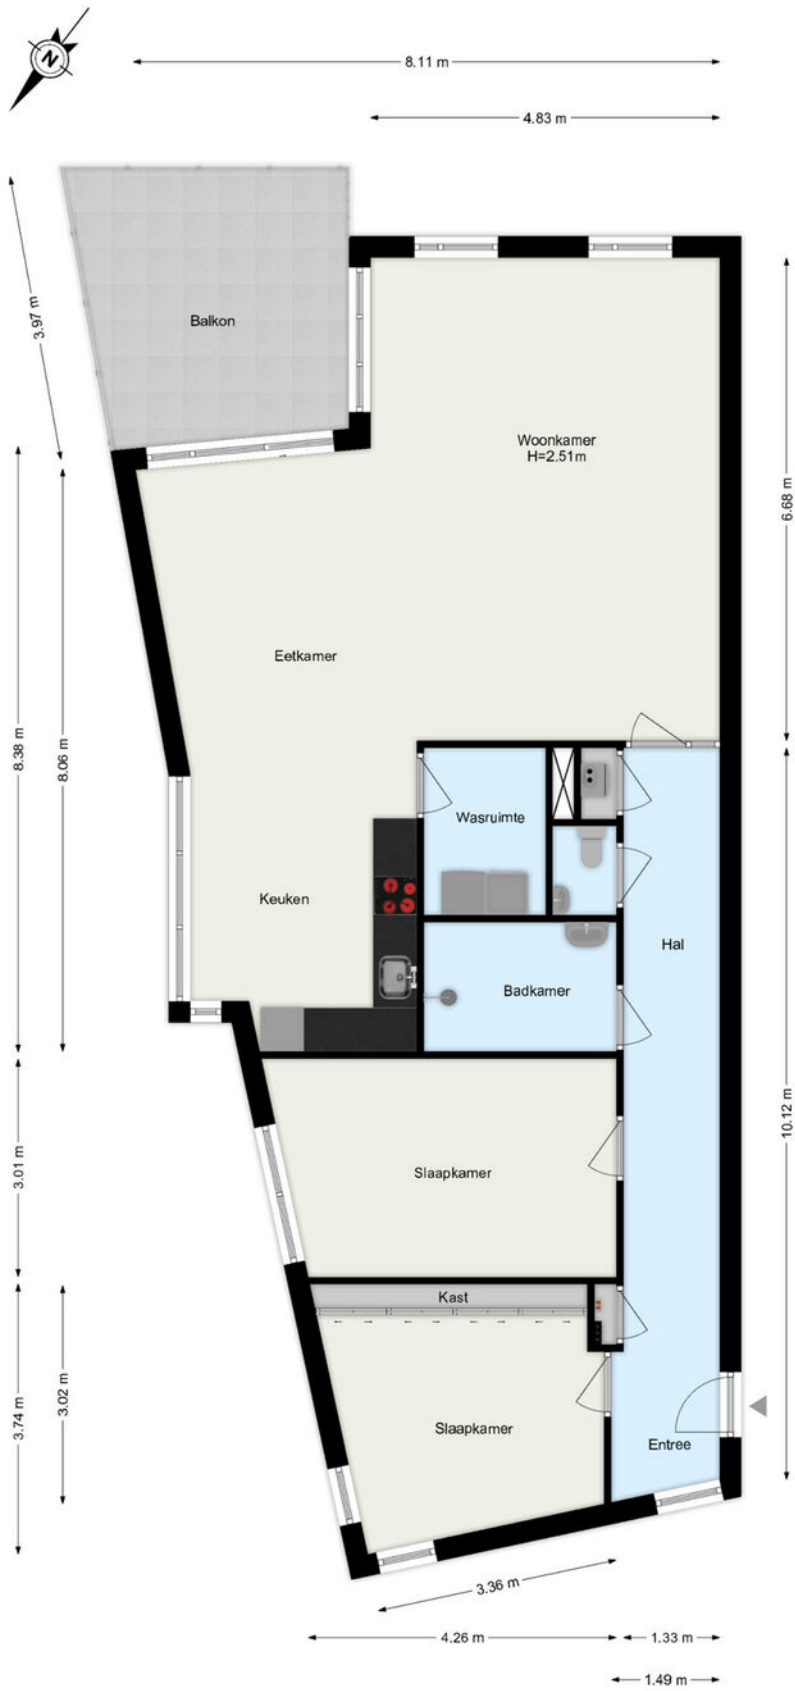 N
8.11 m
4.83 m
3.97 m
Balkon
Woonkamer
H=2.51m
6.68 m
Eetkamer
8.38 m
8.06 m
Wasruimte
Keuken
Hal
Badkamer
10.12 m
3.01 m
Slaapkamer
Kast
3.74 m
3.02 m
Slaapkamer
Entree
3.36 m
4.26 m
1.33 m
1.49 m